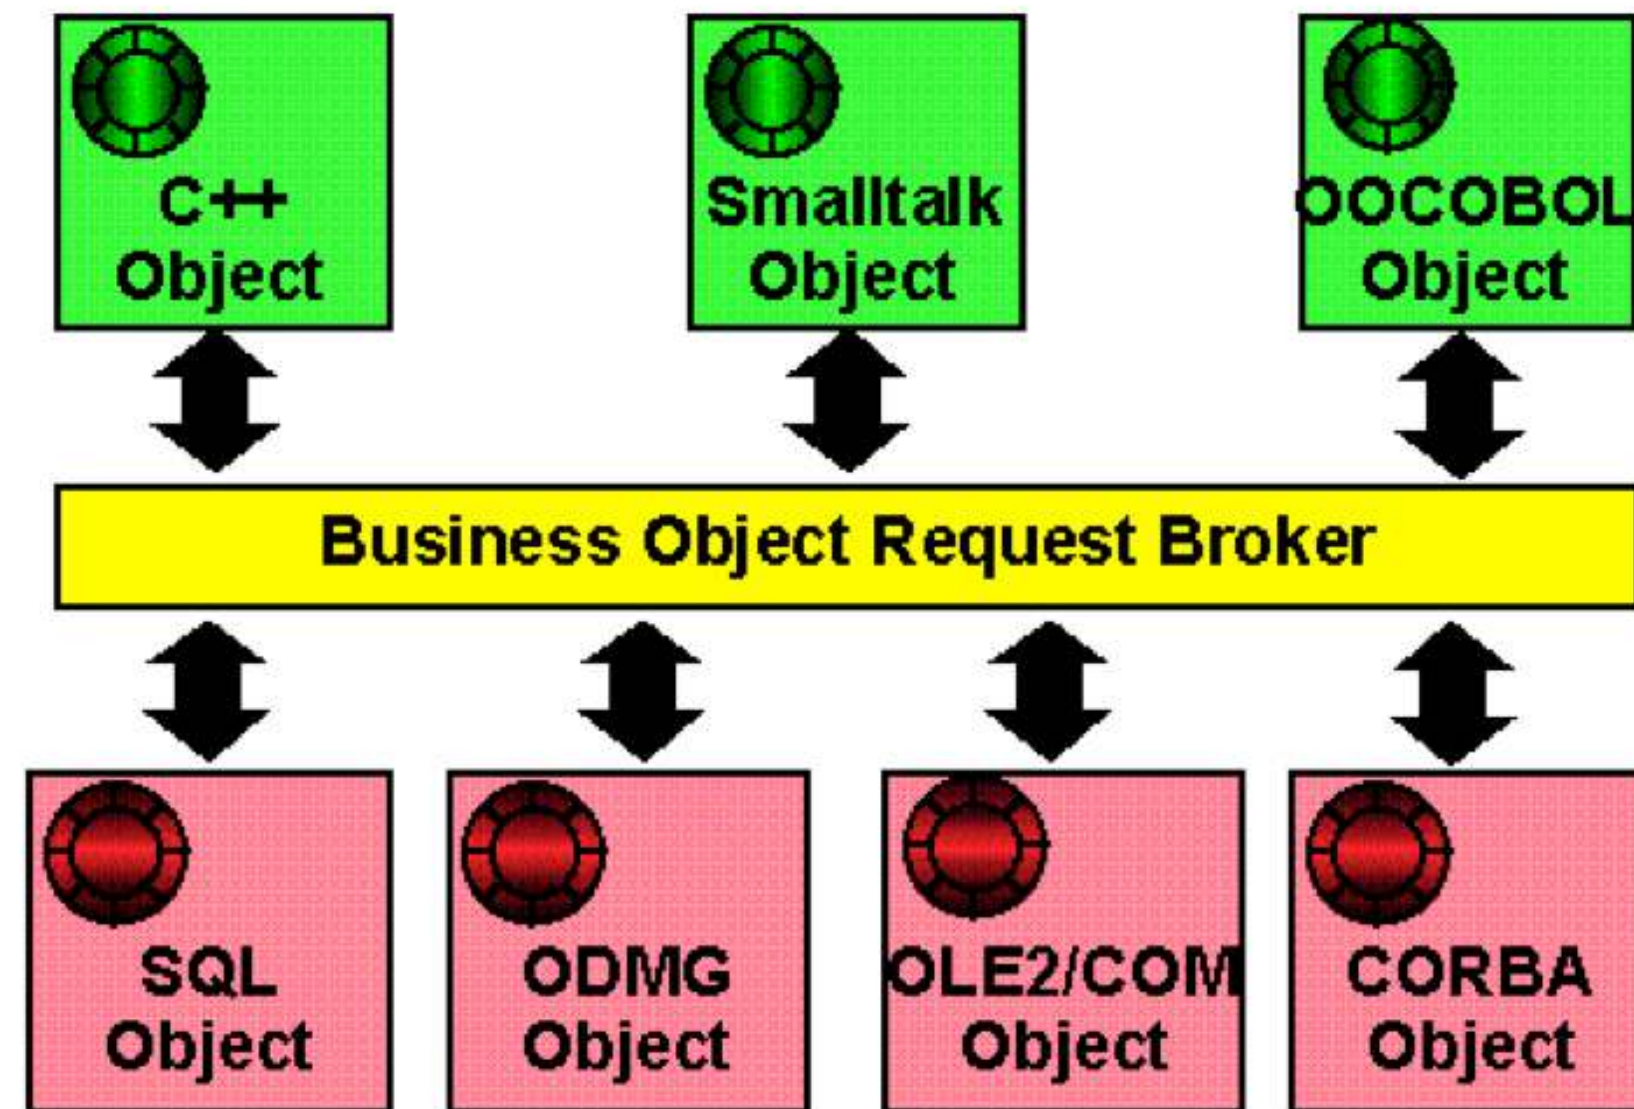 C++
Object
Smalltalk
Object
OOCOBOL
Object
Business Object Request Broker
SQL
Object
ODMG
Object
OLE2/COM
Object
CORBA
Object